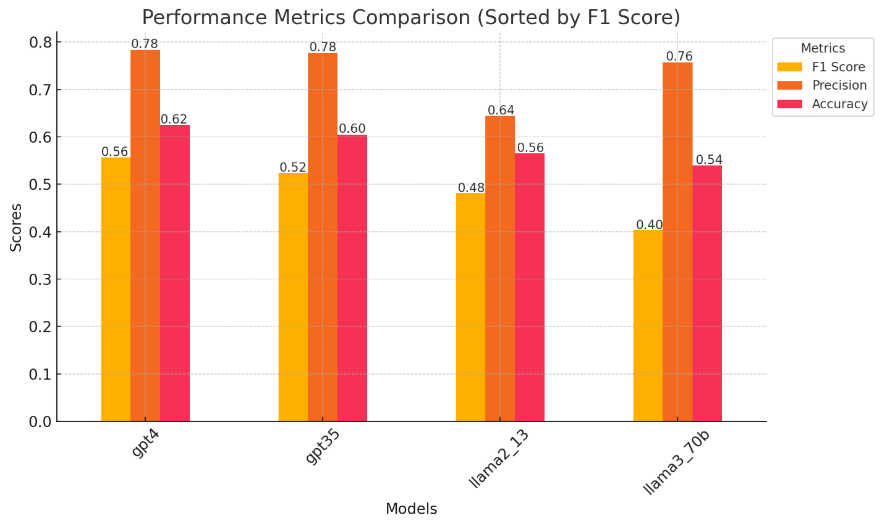 Performance Metrics Comparison (Sorted by F1 Score)
Metrics
F1 Score
Precision
Accuracy
Scores
0.8
0.7
0.6
0.5
0.4
0.3
0.2
0.1
0.0
0.56
0.78
0.62
0.52
0.78
0.60
0.48
0.64
0.56
0.40
0.76
0.54
gpt4
gpt35
llama2_13
llama3_70b
Models